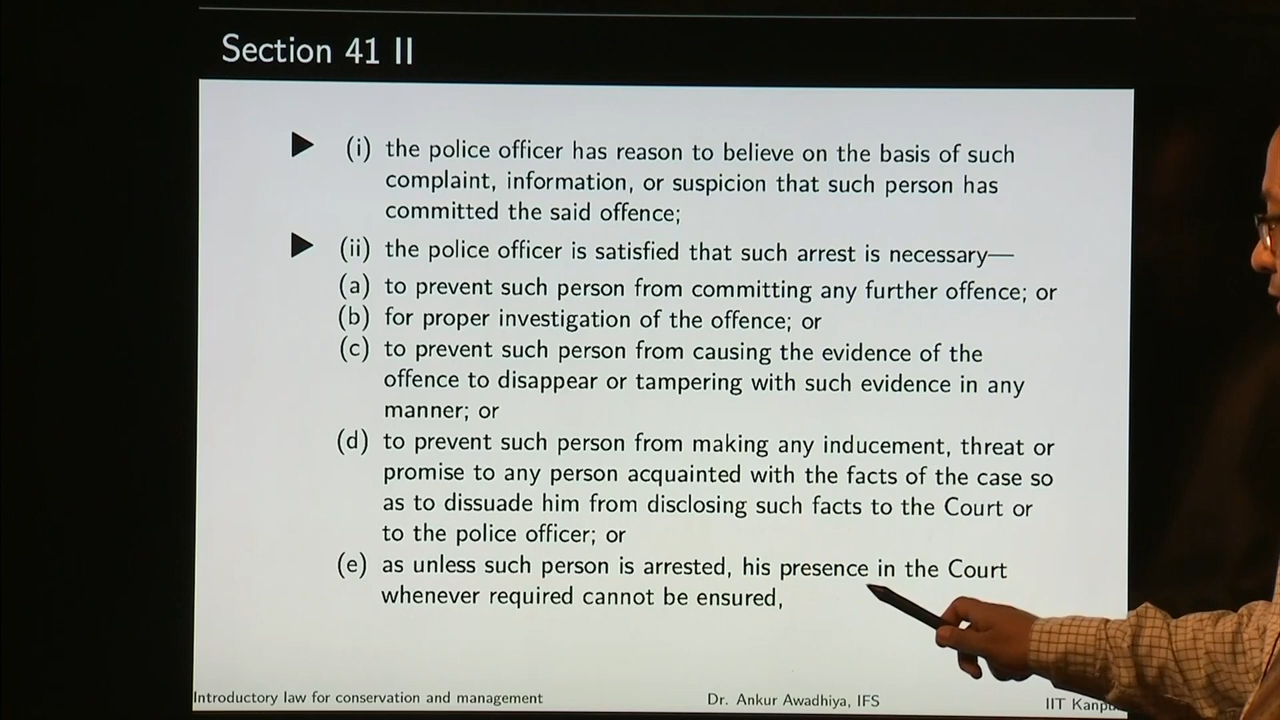 Section 41 II
(i) the police officer has reason to believe on the basis of such
complaint, information, or suspicion that such person has
committed the said offence;
(ii) the police officer is satisfied that such arrest is necessary—
(a) to prevent such person from committing any further offence; or
(b) for proper investigation of the offence; or
(c) to prevent such person from causing the evidence of the
offence to disappear or tampering with such evidence in any
manner; or
(d) to prevent such person from making any inducement, threat or
promise to any person acquainted with the facts of the case so
as to dissuade him from disclosing such facts to the Court or
to the police officer; or
(e) as unless such person is arrested, his presence in the Court
whenever required cannot be ensured,
Introductory law for conservation and management Dr. Ankur Awadhiya, IFS IIT